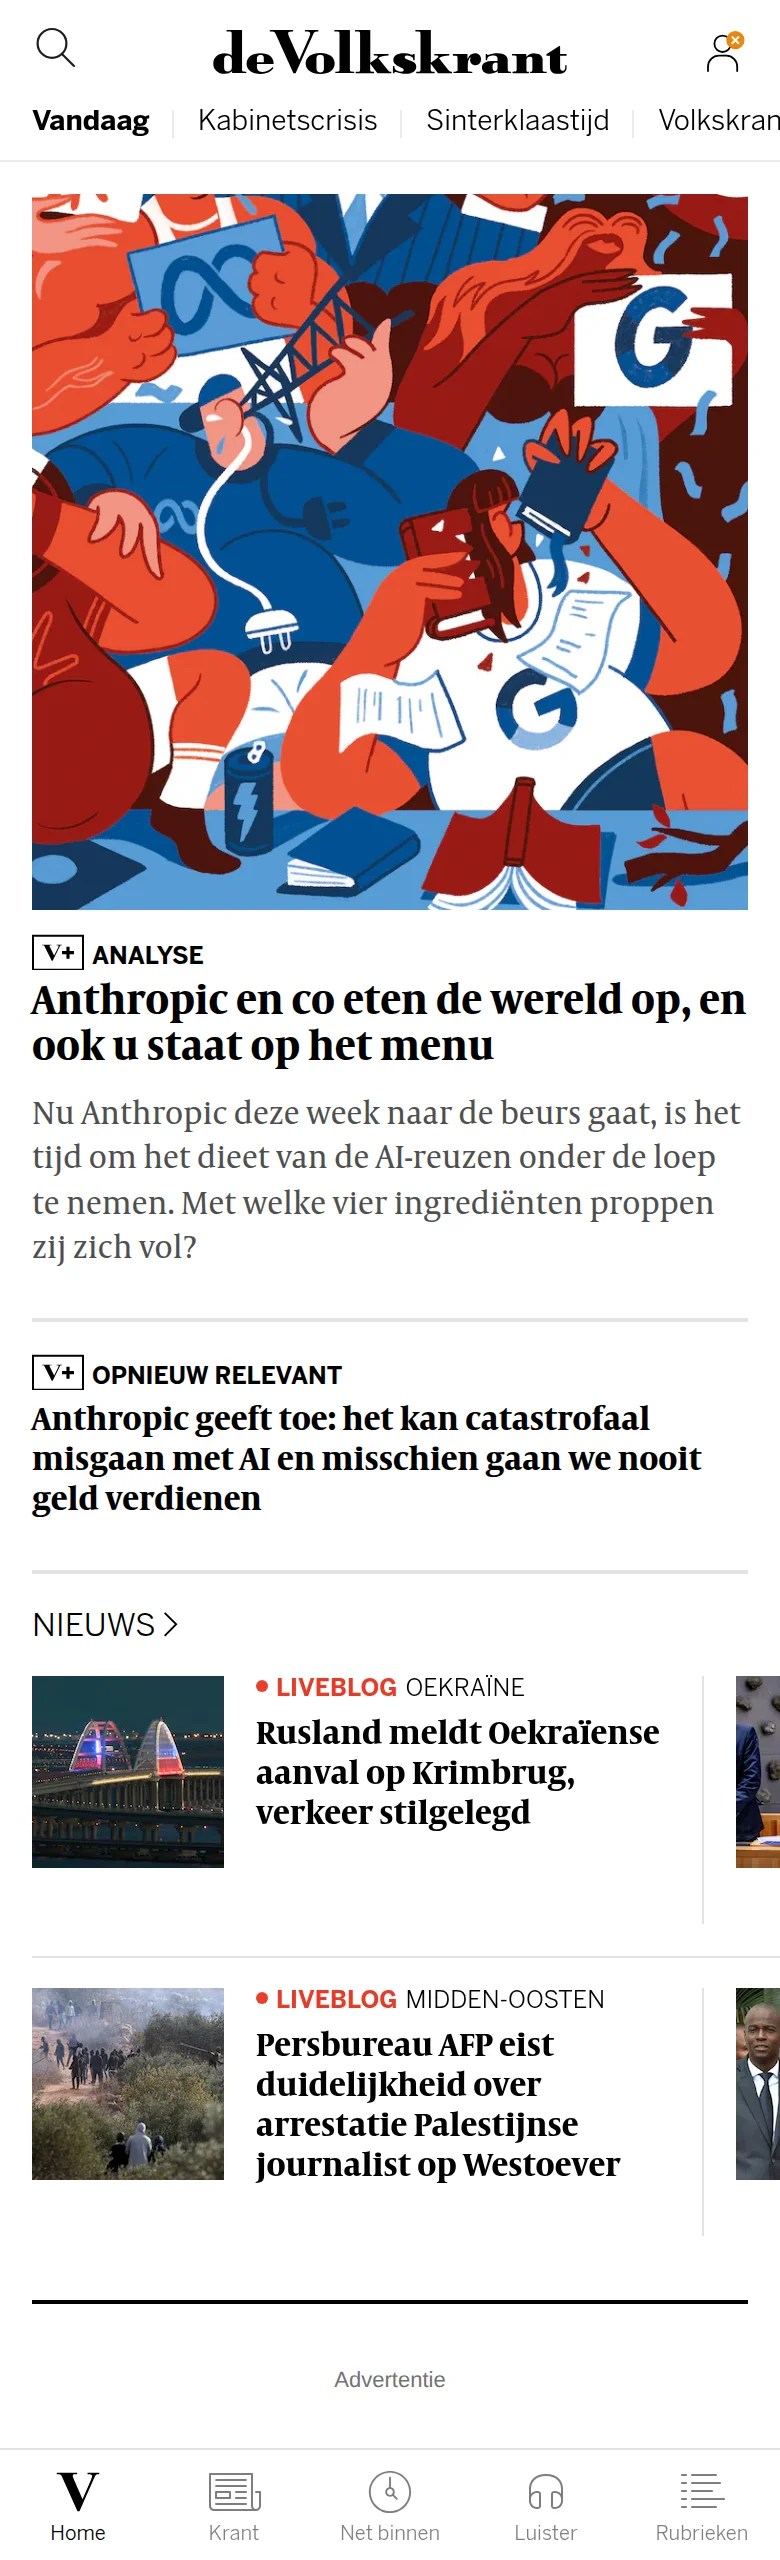 deVolkskrant
Vandaag Kabinetscrisis Sinterklaastijd Volkskran
G
G
V+ ANALYSE
Anthropic en co eten de wereld op, en
ook u staat op het menu
Nu Anthropic deze week naar de beurs gaat, is het
tijd om het dieet van de AI-reuzen onder de loep
te nemen. Met welke vier ingrediënten proppen
zij zich vol?
V+ OPNIEUW RELEVANT
Anthropic geeft toe: het kan catastrofaal
misgaan met AI en misschien gaan we nooit
geld verdienen
NIEUWS
LIVEBLOG OEKRAÏNE
Rusland meldt Oekraïense
aanval op Krimbrug,
verkeer stilgelegd
LIVEBLOG MIDDEN-OOSTEN
Persbureau AFP eist
duidelijkheid over
arrestatie Palestijnse
journalist op Westoever
Advertentie
V
Home Krant Net binnen Luister Rubrieken